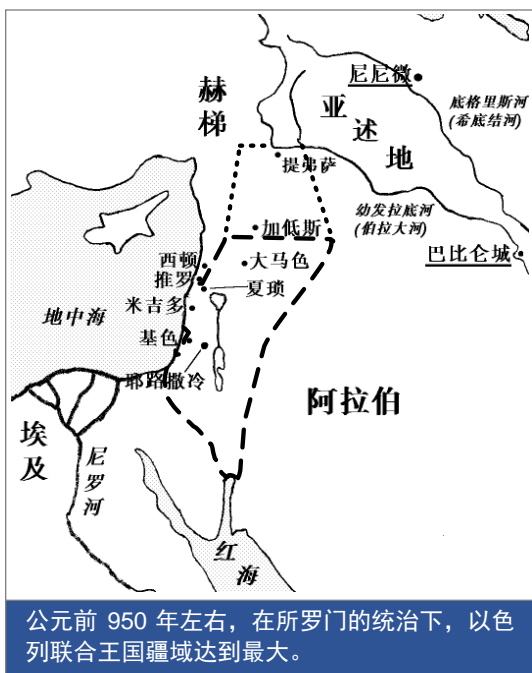 赫
梯
尼尼微
亚
述
地
底格里斯河
(希底结河)
提弗萨
幼发拉底河
(伯拉大河)
加低斯
巴比仑城
西顿
大马色
推罗
夏琐
米吉多
地中海
基色
耶路撒冷
阿拉伯
埃
及
尼
罗
河
红
海
公元前 950 年左右，在所罗门的统治下，以色
列联合王国疆域达到最大。